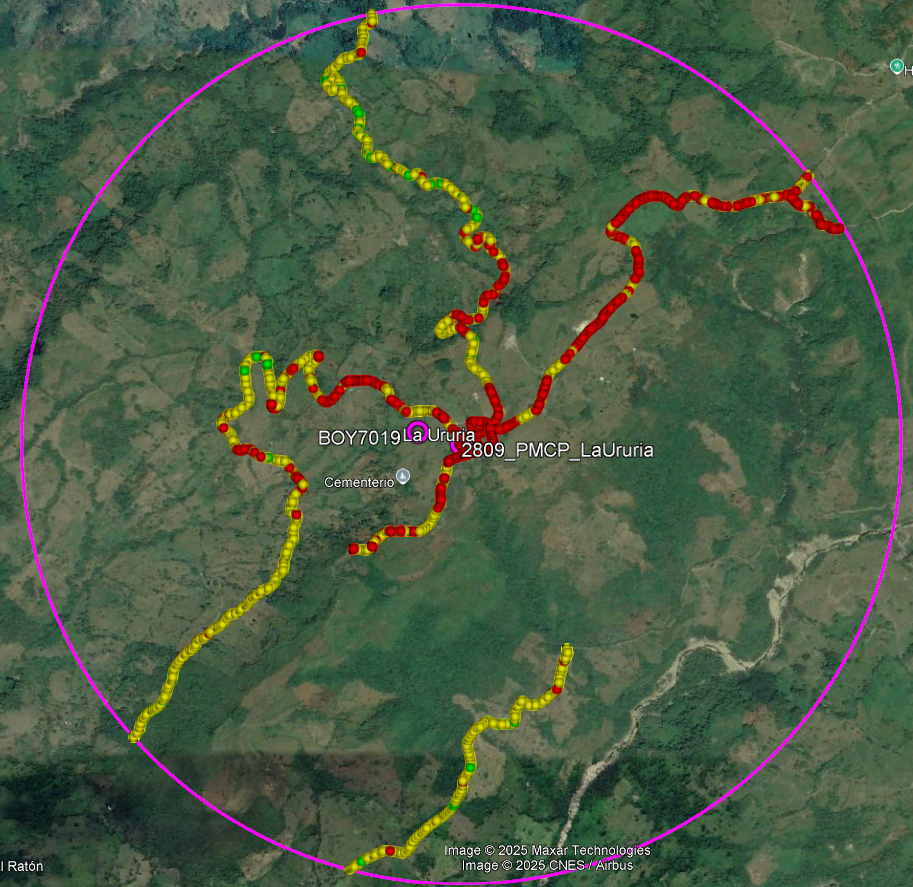 H
BOY7019
La Ururia
2809_PMCP_LaUruria
Cementerio
Image © 2025 Maxar Technologies
Image © 2025 CNES / Airbus
l Ratón